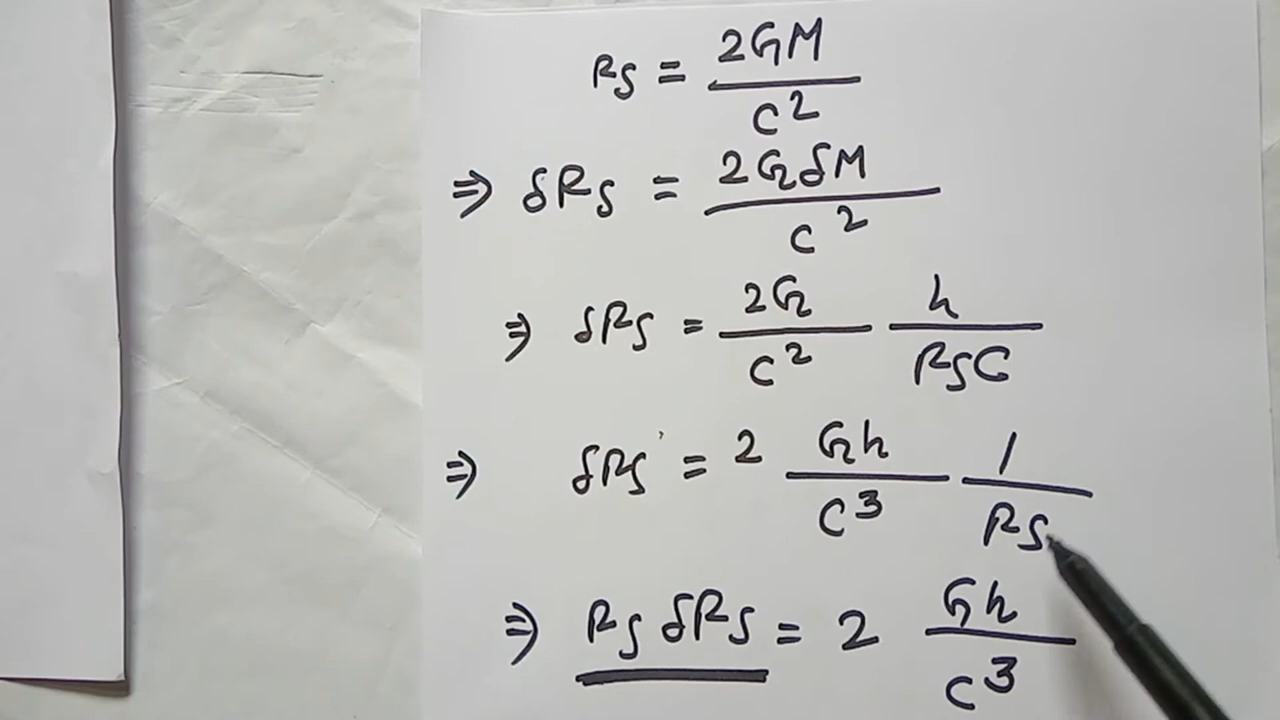 Rs = 2GM / c²
⇒ δRs = 2GδM / c²
⇒ δRs = 2G / c² h / Rsc
⇒ δRs = 2 Gh / c³ 1 / Rs
⇒ Rs δRs = 2 Gh / c³